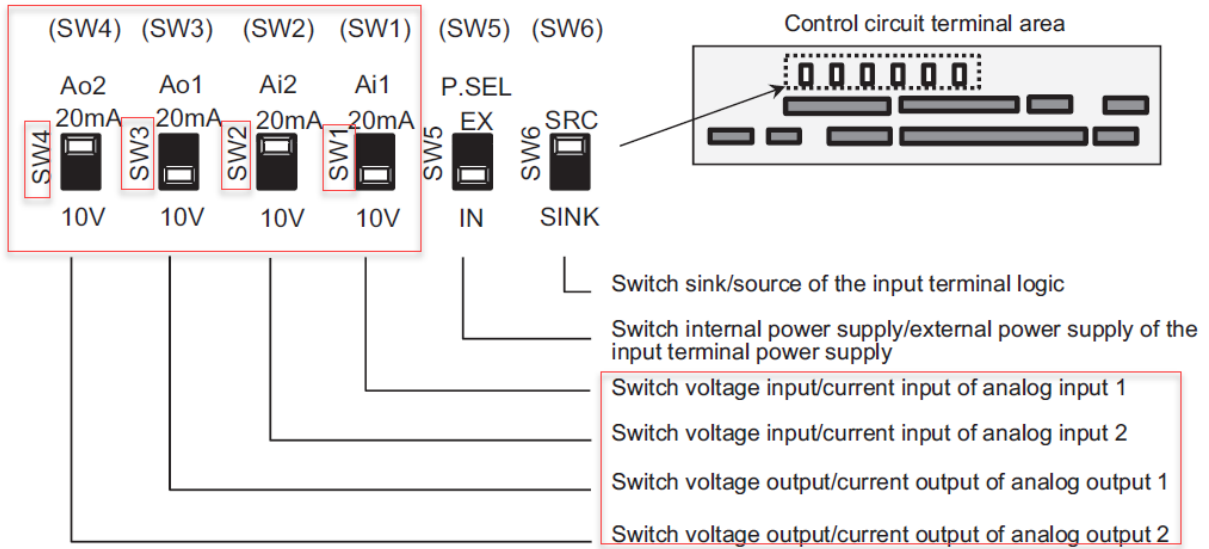 (SW4) (SW3) (SW2) (SW1) (SW5) (SW6)
Control circuit terminal area
Ao2 Ao1 Ai2 Ai1 P.SEL
20mA 20mA 20mA 20mA EX SRC
SW4 SW3 SW2 SW1 SW5 SW6
10V 10V 10V 10V IN SINK
Switch sink/source of the input terminal logic
Switch internal power supply/external power supply of the
input terminal power supply
Switch voltage input/current input of analog input 1
Switch voltage input/current input of analog input 2
Switch voltage output/current output of analog output 1
Switch voltage output/current output of analog output 2